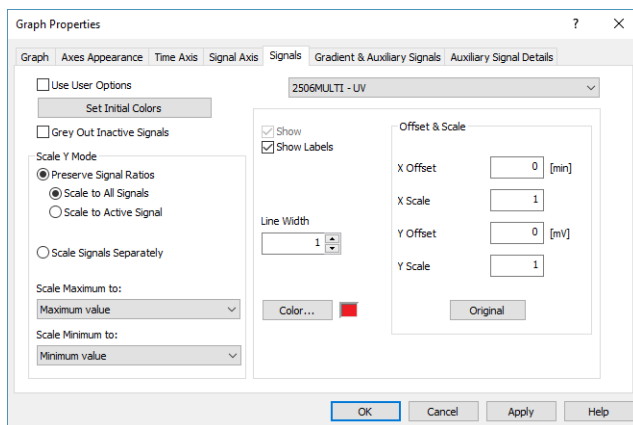 Graph Properties
?
Graph Axes Appearance Time Axis Signal Axis Signals Gradient & Auxiliary Signals Auxiliary Signal Details
Use User Options
2506MULTI - UV
Set Initial Colors
Grey Out Inactive Signals
Scale Y Mode
Preserve Signal Ratios
Scale to All Signals
Scale to Active Signal
Scale Signals Separately
Scale Maximum to:
Maximum value
Scale Minimum to:
Minimum value
Show
Show Labels
Line Width
1
Color...
Offset & Scale
X Offset 0 [min]
X Scale 1
Y Offset 0 [mV]
Y Scale 1
Original
OK Cancel Apply Help